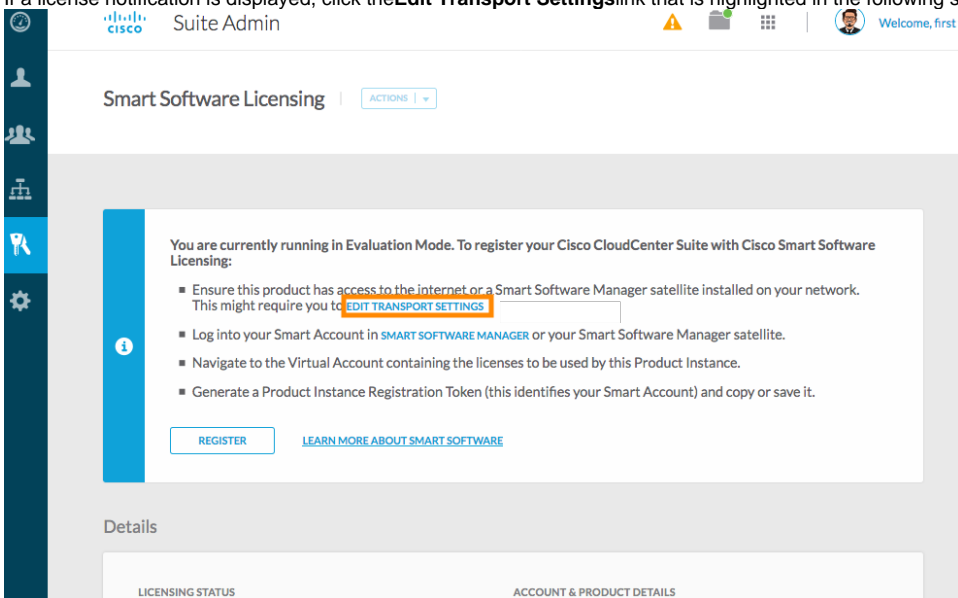 If a license notification is displayed, click the Edit Transport Settings link that is highlighted in the following s
cisco Suite Admin Welcome, first
Smart Software Licensing ACTIONS
You are currently running in Evaluation Mode. To register your Cisco CloudCenter Suite with Cisco Smart Software
Licensing:
Ensure this product has access to the internet or a Smart Software Manager satellite installed on your network.
This might require you to EDIT TRANSPORT SETTINGS
Log into your Smart Account in SMART SOFTWARE MANAGER or your Smart Software Manager satellite.
Navigate to the Virtual Account containing the licenses to be used by this Product Instance.
Generate a Product Instance Registration Token (this identifies your Smart Account) and copy or save it.
REGISTER LEARN MORE ABOUT SMART SOFTWARE
Details
LICENSING STATUS ACCOUNT & PRODUCT DETAILS